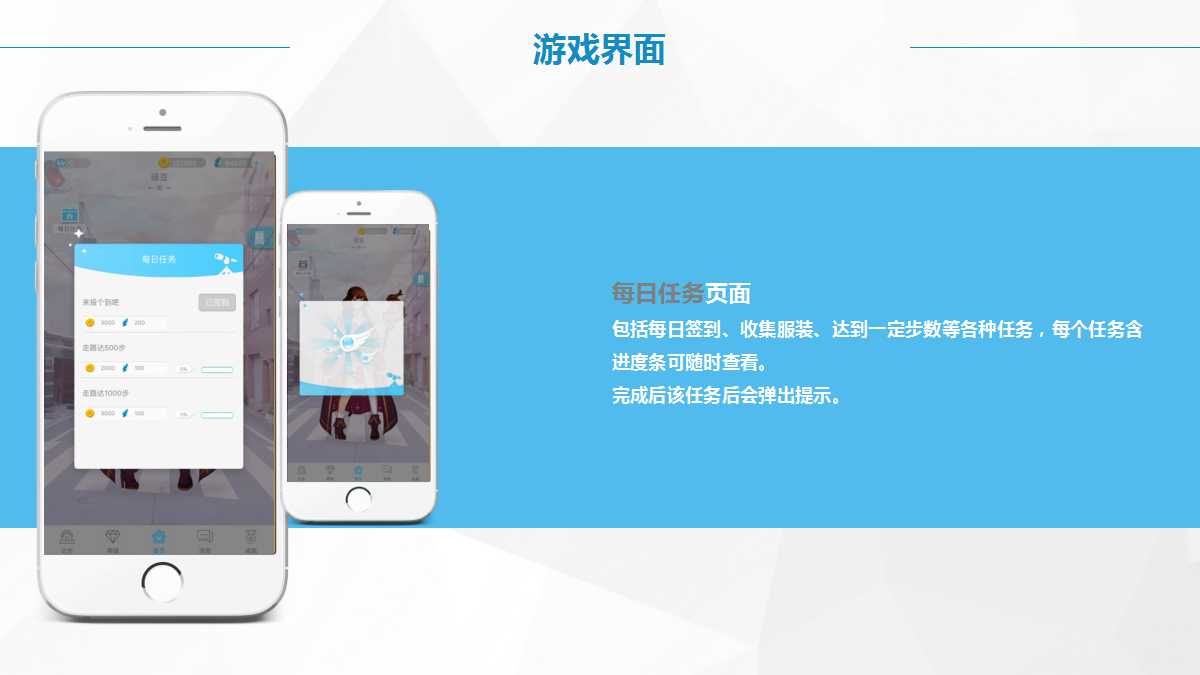 游戏界面
每日任务
来报个到吧
已签到
3000 200
走路达500步
2000 100
0%
走路达1000步
3000 100
0%
每日任务页面
包括每日签到、收集服装、达到一定步数等各种任务，每个任务含
进度条可随时查看。
完成后该任务后会弹出提示。